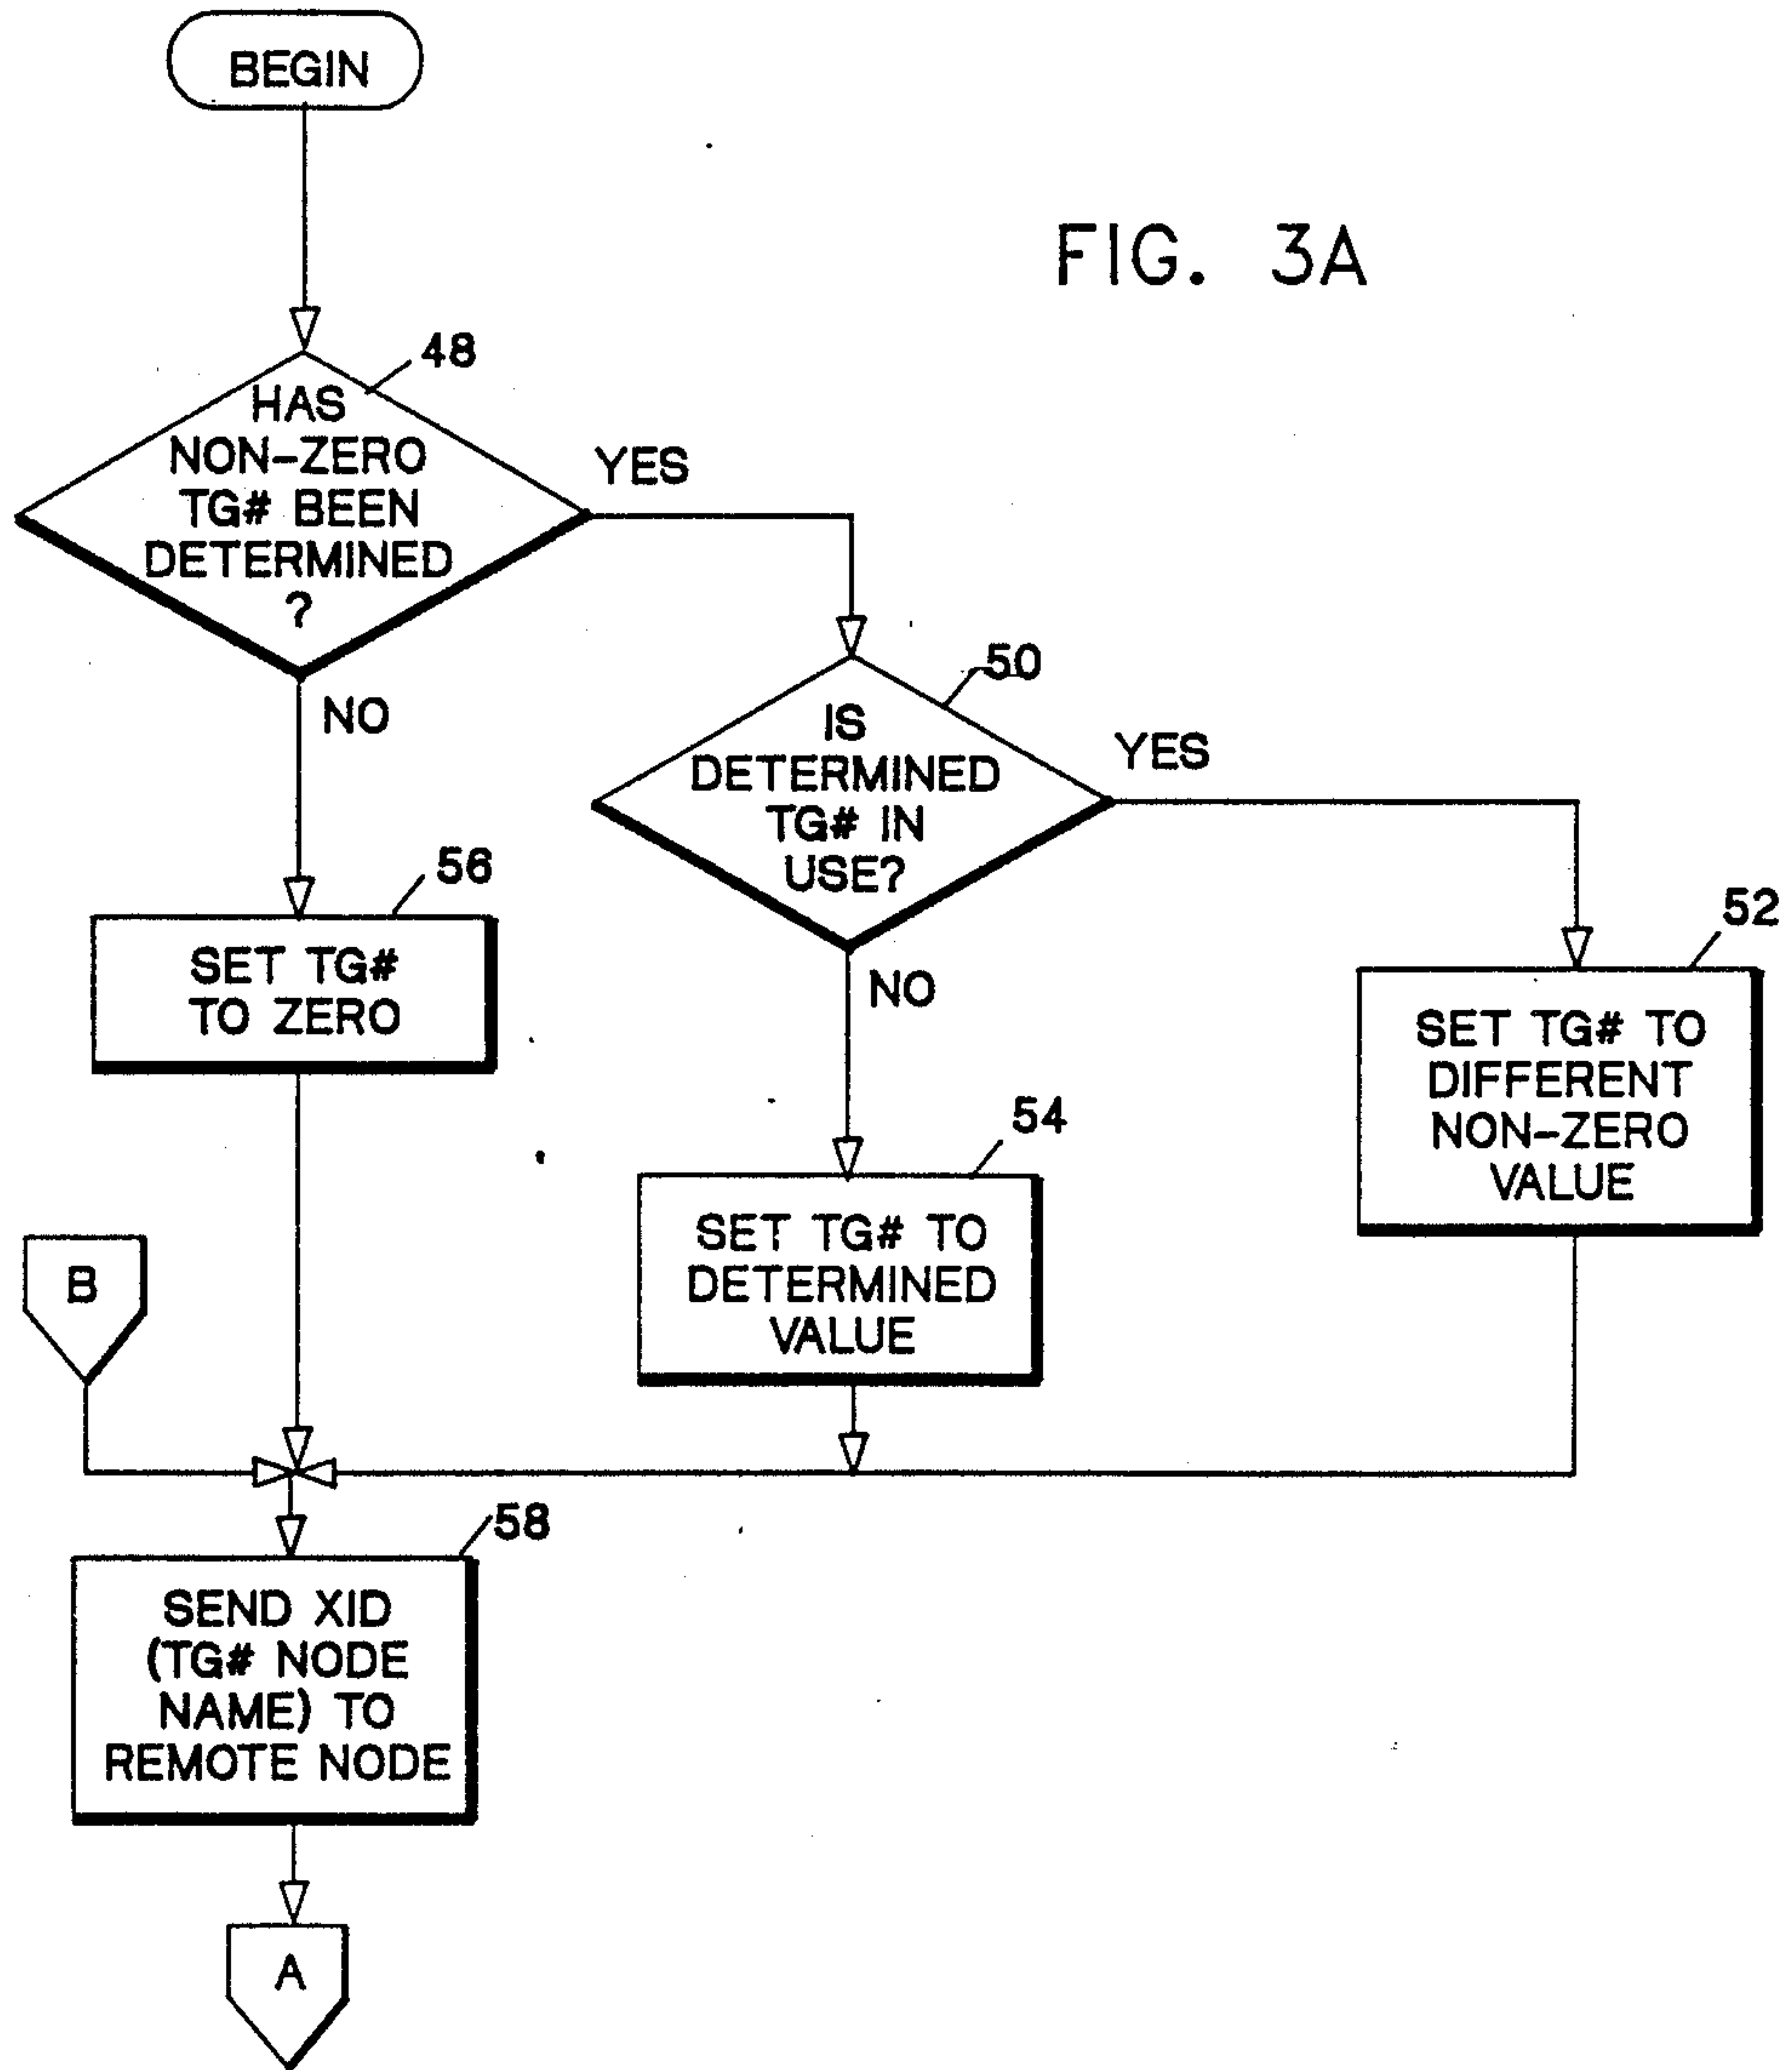 BEGIN
FIG. 3A
48
HAS
NON-ZERO
TG# BEEN
DETERMINED
?
YES
NO
50
IS
DETERMINED
TG# IN
USE?
YES
NO
56
SET TG#
TO ZERO
52
SET TG# TO
DIFFERENT
NON-ZERO
VALUE
54
SET TG# TO
DETERMINED
VALUE
B
58
SEND XID
(TG# NODE
NAME) TO
REMOTE NODE
A